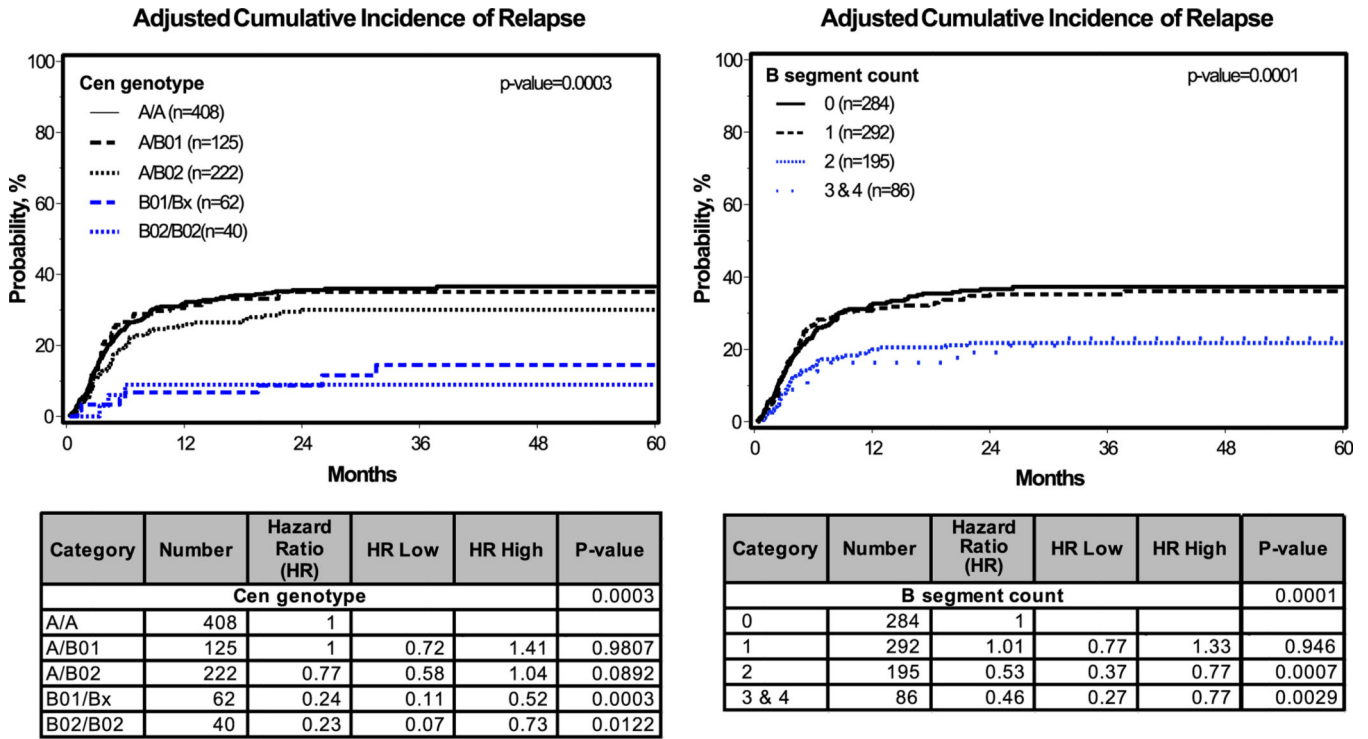 Adjusted Cumulative Incidence of Relapse
100
80
60
40
20
0
Probability, %
Cen genotype
p-value=0.0003
A/A (n=408)
A/B01 (n=125)
A/B02 (n=222)
B01/Bx (n=62)
B02/B02(n=40)
0 12 24 36 48 60
Months
Category Number Hazard Ratio (HR) HR Low HR High P-value
Cen genotype 0.0003
A/A 408 1
A/B01 125 1 0.72 1.41 0.9807
A/B02 222 0.77 0.58 1.04 0.0892
B01/Bx 62 0.24 0.11 0.52 0.0003
B02/B02 40 0.23 0.07 0.73 0.0122
Adjusted Cumulative Incidence of Relapse
100
80
60
40
20
0
Probability, %
B segment count
p-value=0.0001
0 (n=284)
1 (n=292)
2 (n=195)
3 & 4 (n=86)
0 12 24 36 48 60
Months
Category Number Hazard Ratio (HR) HR Low HR High P-value
B segment count 0.0001
0 284 1
1 292 1.01 0.77 1.33 0.946
2 195 0.53 0.37 0.77 0.0007
3 & 4 86 0.46 0.27 0.77 0.0029